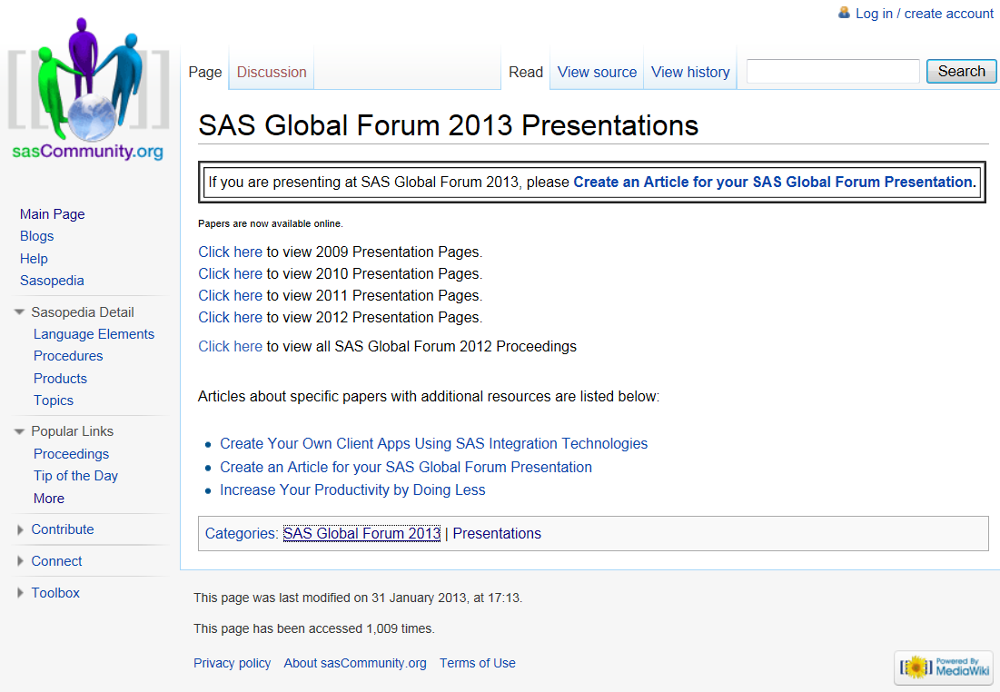 Log in / create account
sasCommunity.org
Page Discussion Read View source View history Search
SAS Global Forum 2013 Presentations
If you are presenting at SAS Global Forum 2013, please Create an Article for your SAS Global Forum Presentation.
Papers are now available online.
Click here to view 2009 Presentation Pages.
Click here to view 2010 Presentation Pages.
Click here to view 2011 Presentation Pages.
Click here to view 2012 Presentation Pages.
Click here to view all SAS Global Forum 2012 Proceedings
Articles about specific papers with additional resources are listed below:
Create Your Own Client Apps Using SAS Integration Technologies
Create an Article for your SAS Global Forum Presentation
Increase Your Productivity by Doing Less
Categories: SAS Global Forum 2013 | Presentations
Main Page
Blogs
Help
Sasopedia
Sasopedia Detail
Language Elements
Procedures
Products
Topics
Popular Links
Proceedings
Tip of the Day
More
Contribute
Connect
Toolbox
This page was last modified on 31 January 2013, at 17:13.
This page has been accessed 1,009 times.
Privacy policy About sasCommunity.org Terms of Use
Powered By
MediaWiki